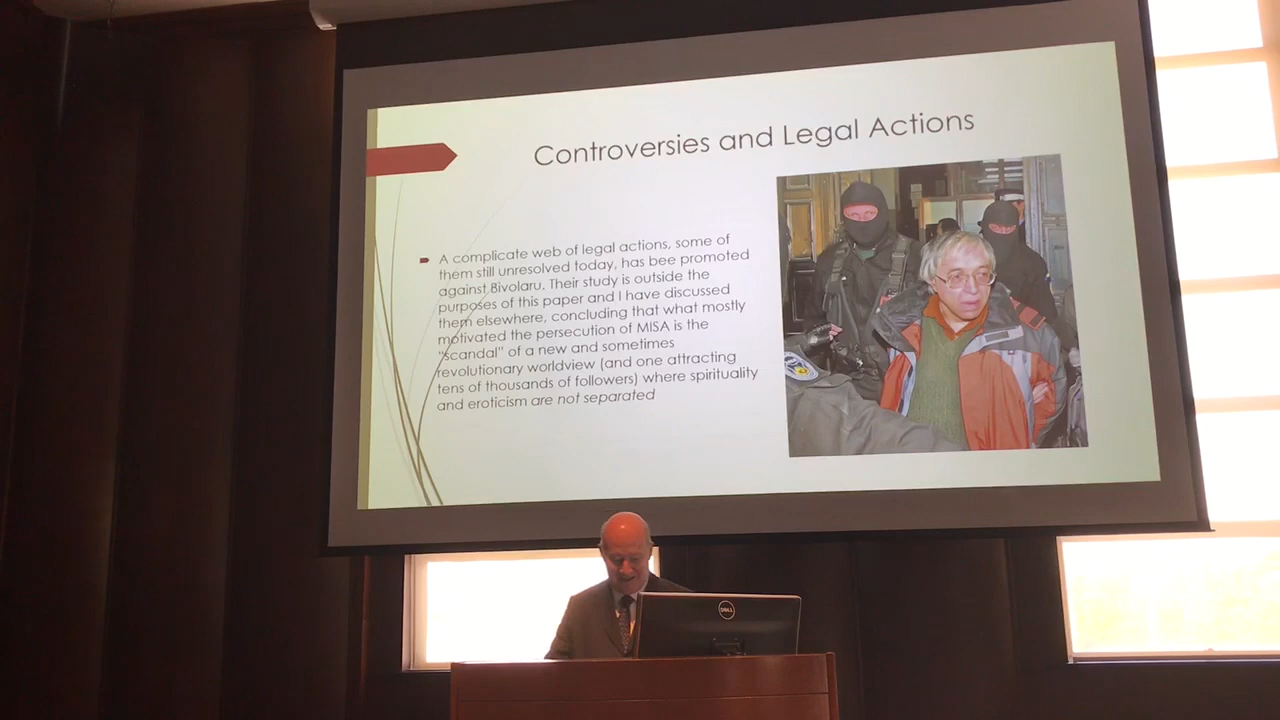 Controversies and Legal Actions
A complicate web of legal actions, some of
them still unresolved today, has bee promoted
against Bivolaru. Their study is outside the
purposes of this paper and I have discussed
them elsewhere, concluding that what mostly
motivated the persecution of MISA is the
"scandal" of a new and sometimes
revolutionary worldview (and one attracting
tens of thousands of followers) where spirituality
and eroticism are not separated
DELL